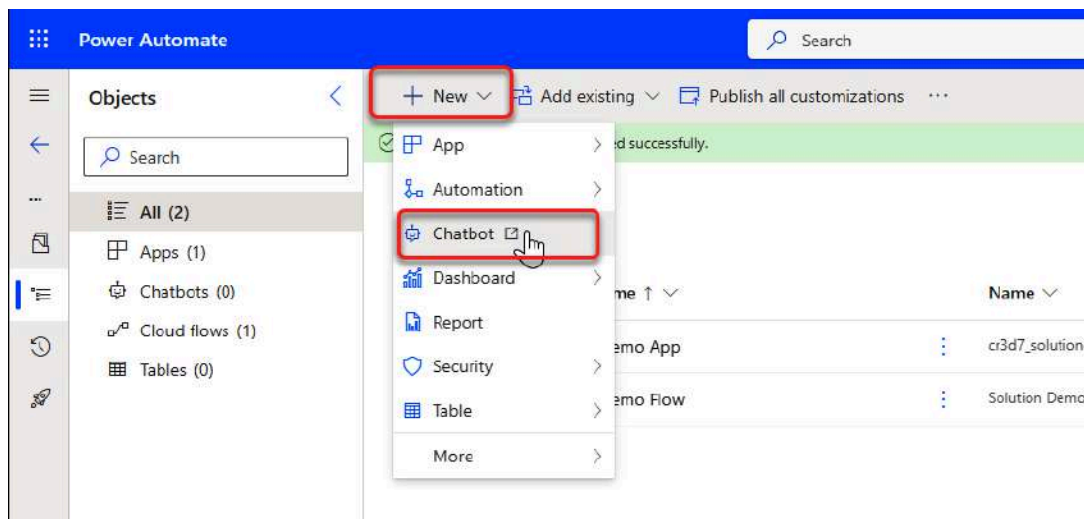 Power Automate
Search
Objects
New
Add existing
Publish all customizations
Search
App
d successfully.
All (2)
Automation
Apps (1)
Chatbot
Chatbots (0)
Dashboard
me ↑
Name
Cloud flows (1)
Report
emo App
cr3d7_solution
Tables (0)
Security
Table
emo Flow
Solution Demo
More